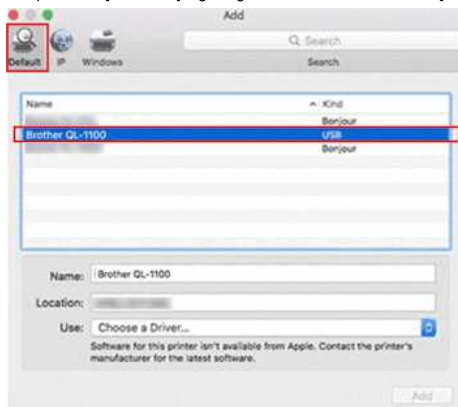 Add
Search
Default IP Windows Search
Name Kind
Bonjour
Brother QL-1100 USB
Bonjour
Name: Brother QL-1100
Location:
Use: Choose a Driver...
Software for this printer isn't available from Apple. Contact the printer's
manufacturer for the latest software.
Add